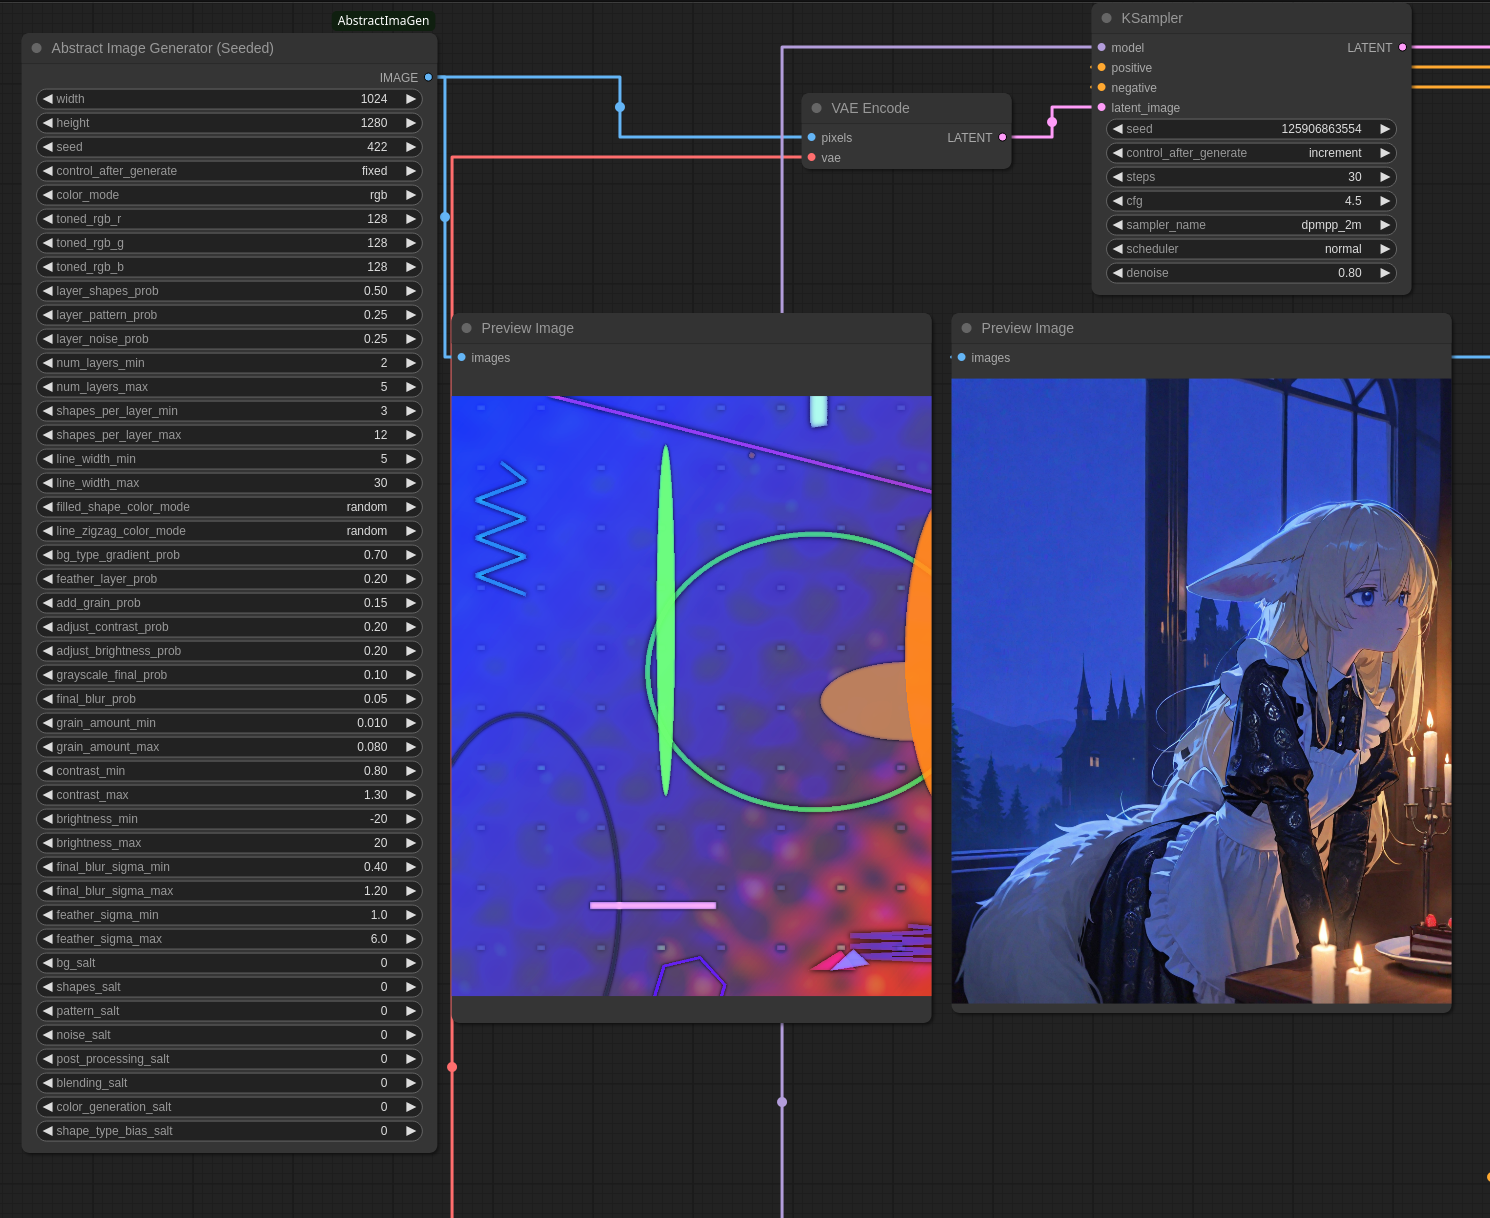 AbstractImaGen
Abstract Image Generator (Seeded)
IMAGE
width 1024
height 1280
seed 422
control_after_generate fixed
color_mode rgb
toned_rgb_r 128
toned_rgb_g 128
toned_rgb_b 128
layer_shapes_prob 0.50
layer_pattern_prob 0.25
layer_noise_prob 0.25
num_layers_min 2
num_layers_max 5
shapes_per_layer_min 3
shapes_per_layer_max 12
line_width_min 5
line_width_max 30
filled_shape_color_mode random
line_zigzag_color_mode random
bg_type_gradient_prob 0.70
feather_layer_prob 0.20
add_grain_prob 0.15
adjust_contrast_prob 0.20
adjust_brightness_prob 0.20
grayscale_final_prob 0.10
final_blur_prob 0.05
grain_amount_min 0.010
grain_amount_max 0.080
contrast_min 0.80
contrast_max 1.30
brightness_min -20
brightness_max 20
final_blur_sigma_min 0.40
final_blur_sigma_max 1.20
feather_sigma_min 1.0
feather_sigma_max 6.0
bg_salt 0
shapes_salt 0
pattern_salt 0
noise_salt 0
post_processing_salt 0
blending_salt 0
color_generation_salt 0
shape_type_bias_salt 0
VAE Encode
pixels LATENT
vae
KSampler
model LATENT
positive
negative
latent_image
seed 125906863554
control_after_generate increment
steps 30
cfg 4.5
sampler_name dpmpp_2m
scheduler normal
denoise 0.80
Preview Image
images
Preview Image
images